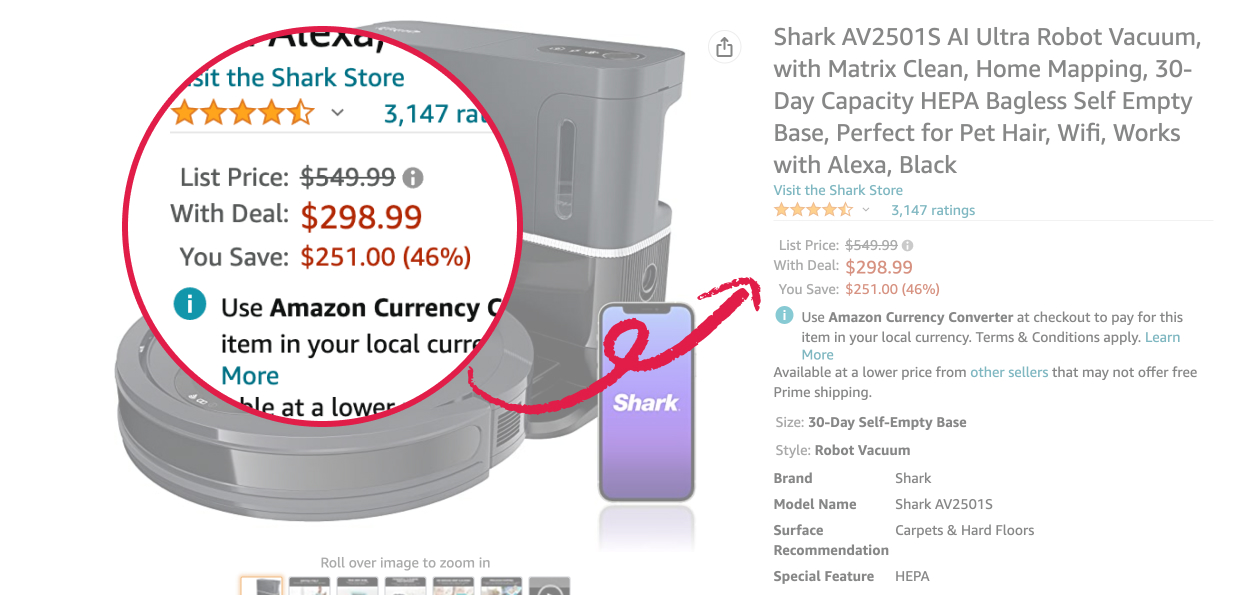 Alexa,
sit the Shark Store
3,147 rat
List Price: $549.99
With Deal: $298.99
You Save: $251.00 (46%)
Use Amazon Currency C
item in your local curre
More
ble at a lower
Shark
Roll over image to zoom in
Shark AV2501S AI Ultra Robot Vacuum,
with Matrix Clean, Home Mapping, 30-
Day Capacity HEPA Bagless Self Empty
Base, Perfect for Pet Hair, Wifi, Works
with Alexa, Black
Visit the Shark Store
3,147 ratings
List Price: $549.99
With Deal: $298.99
You Save: $251.00 (46%)
Use Amazon Currency Converter at checkout to pay for this
item in your local currency. Terms & Conditions apply. Learn
More
Available at a lower price from other sellers that may not offer free
Prime shipping.
Size: 30-Day Self-Empty Base
Style: Robot Vacuum
Brand Shark
Model Name Shark AV2501S
Surface Carpets & Hard Floors
Recommendation
Special Feature HEPA